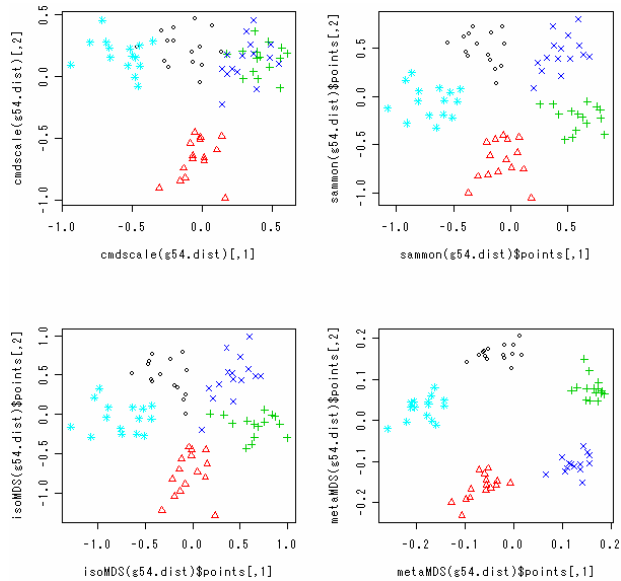 cmdscale(g54.dist)[,2]
0.5
0.0
-0.5
-1.0
-1.0 -0.5 0.0 0.5
cmdscale(g54.dist)[,1]
sammon(g54.dist)$points[,2]
0.5
0.0
-0.5
-1.0
-1.0 -0.5 0.0 0.5
sammon(g54.dist)$points[,1]
isoMDS(g54.dist)$points[,2]
1.0
0.5
0.0
-0.5
-1.0
-1.0 -0.5 0.0 0.5 1.0
isoMDS(g54.dist)$points[,1]
metaMDS(g54.dist)$points[,2]
0.2
0.1
0.0
-0.1
-0.2
-0.2 -0.1 0.0 0.1 0.2
metaMDS(g54.dist)$points[,1]